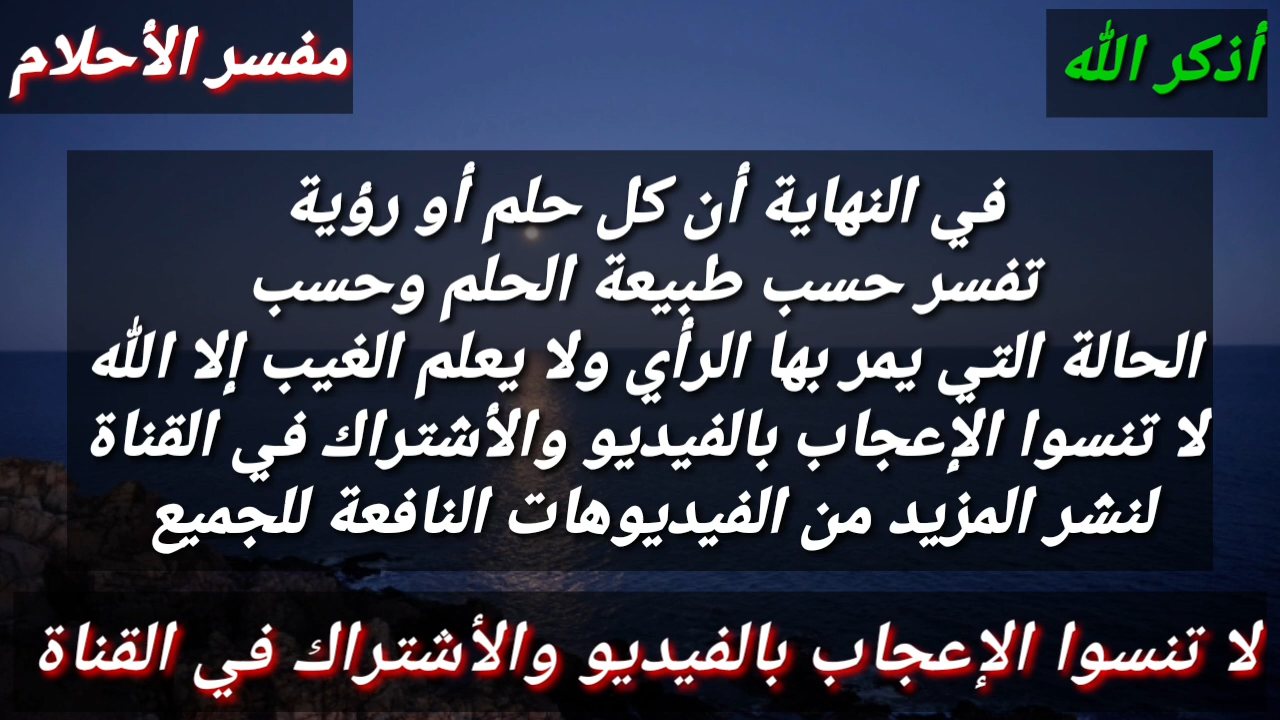 أذكر الله
مفسر الأحلام
في النهاية أن كل حلم أو رؤية
تفسر حسب طبيعة الحلم وحسب
الحالة التي يمر بها الرأي ولا يعلم الغيب إلا الله
لا تنسوا الإعجاب بالفيديو والأشتراك في القناة
لنشر المزيد من الفيديوهات النافعة للجميع
لا تنسوا الإعجاب بالفيديو والأشتراك في القناة